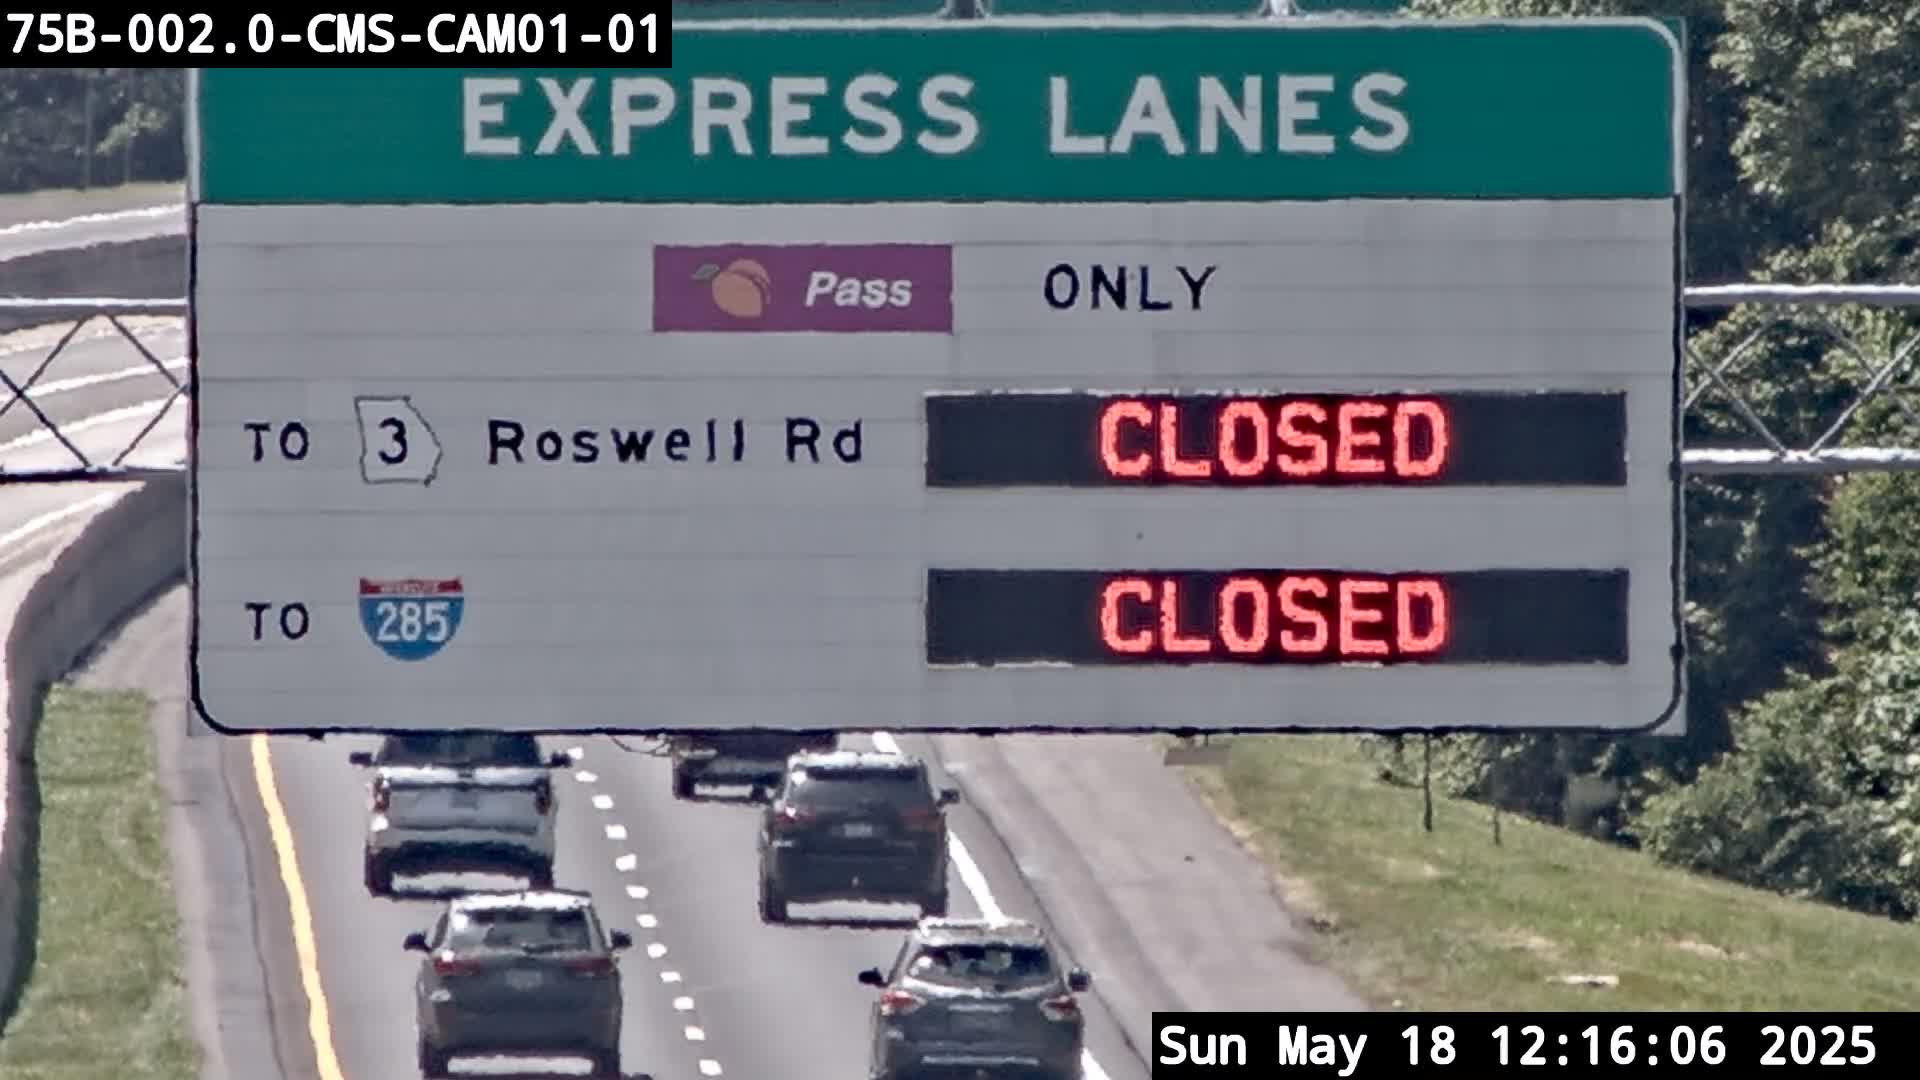 75B-002.0-CMS-CAM01-01
EXPRESS LANES
Pass ONLY
TO 3 Roswell Rd CLOSED
INTERSTATE
TO 285 CLOSED
Sun May 18 12:16:06 2025